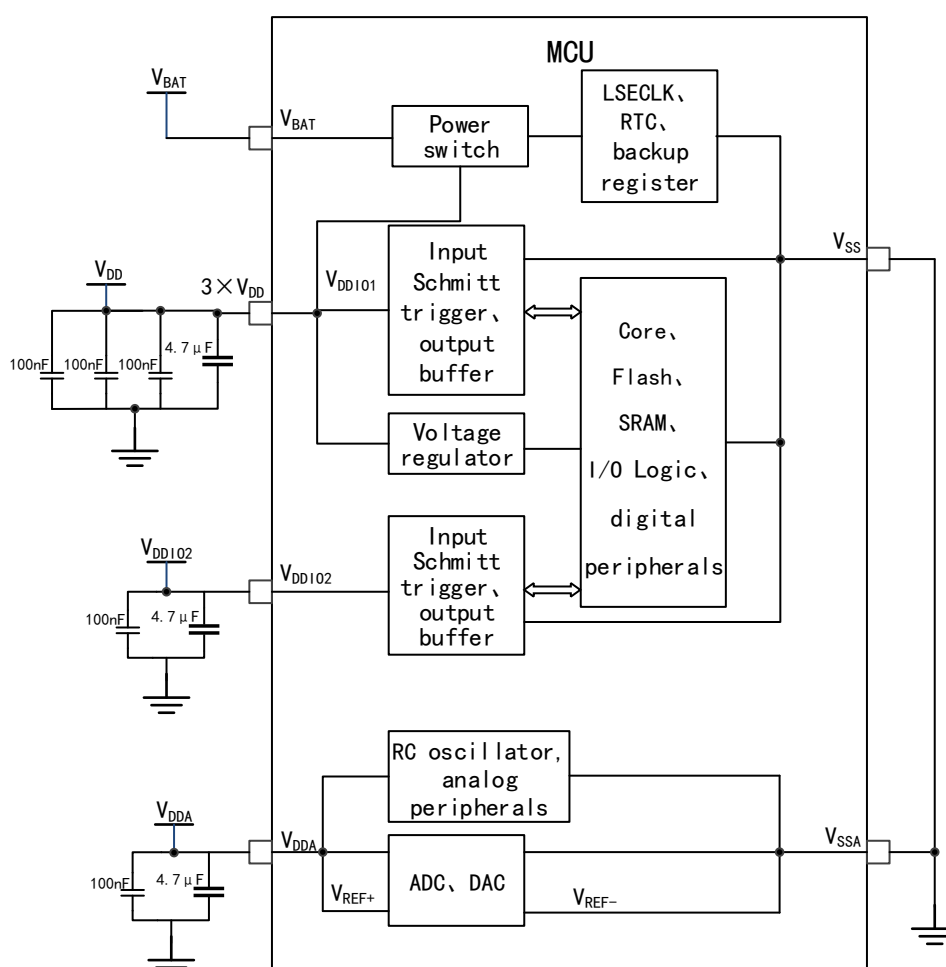 MCU
VBAT
VBAT
Power
switch
LSECLK、
RTC、
backup
register
VSS
VDD
3×VDD
VDDIO1
Input
Schmitt
trigger、
output
buffer
100nF
100nF
100nF
4.7μF
Core、
Flash、
SRAM、
I/O Logic、
digital
peripherals
Voltage
regulator
VDDIO2
VDDIO2
Input
Schmitt
trigger、
output
buffer
100nF
4.7μF
RC oscillator,
analog
peripherals
VDDA
VDDA
ADC、DAC
VSSA
100nF
4.7μF
VREF+
VREF-